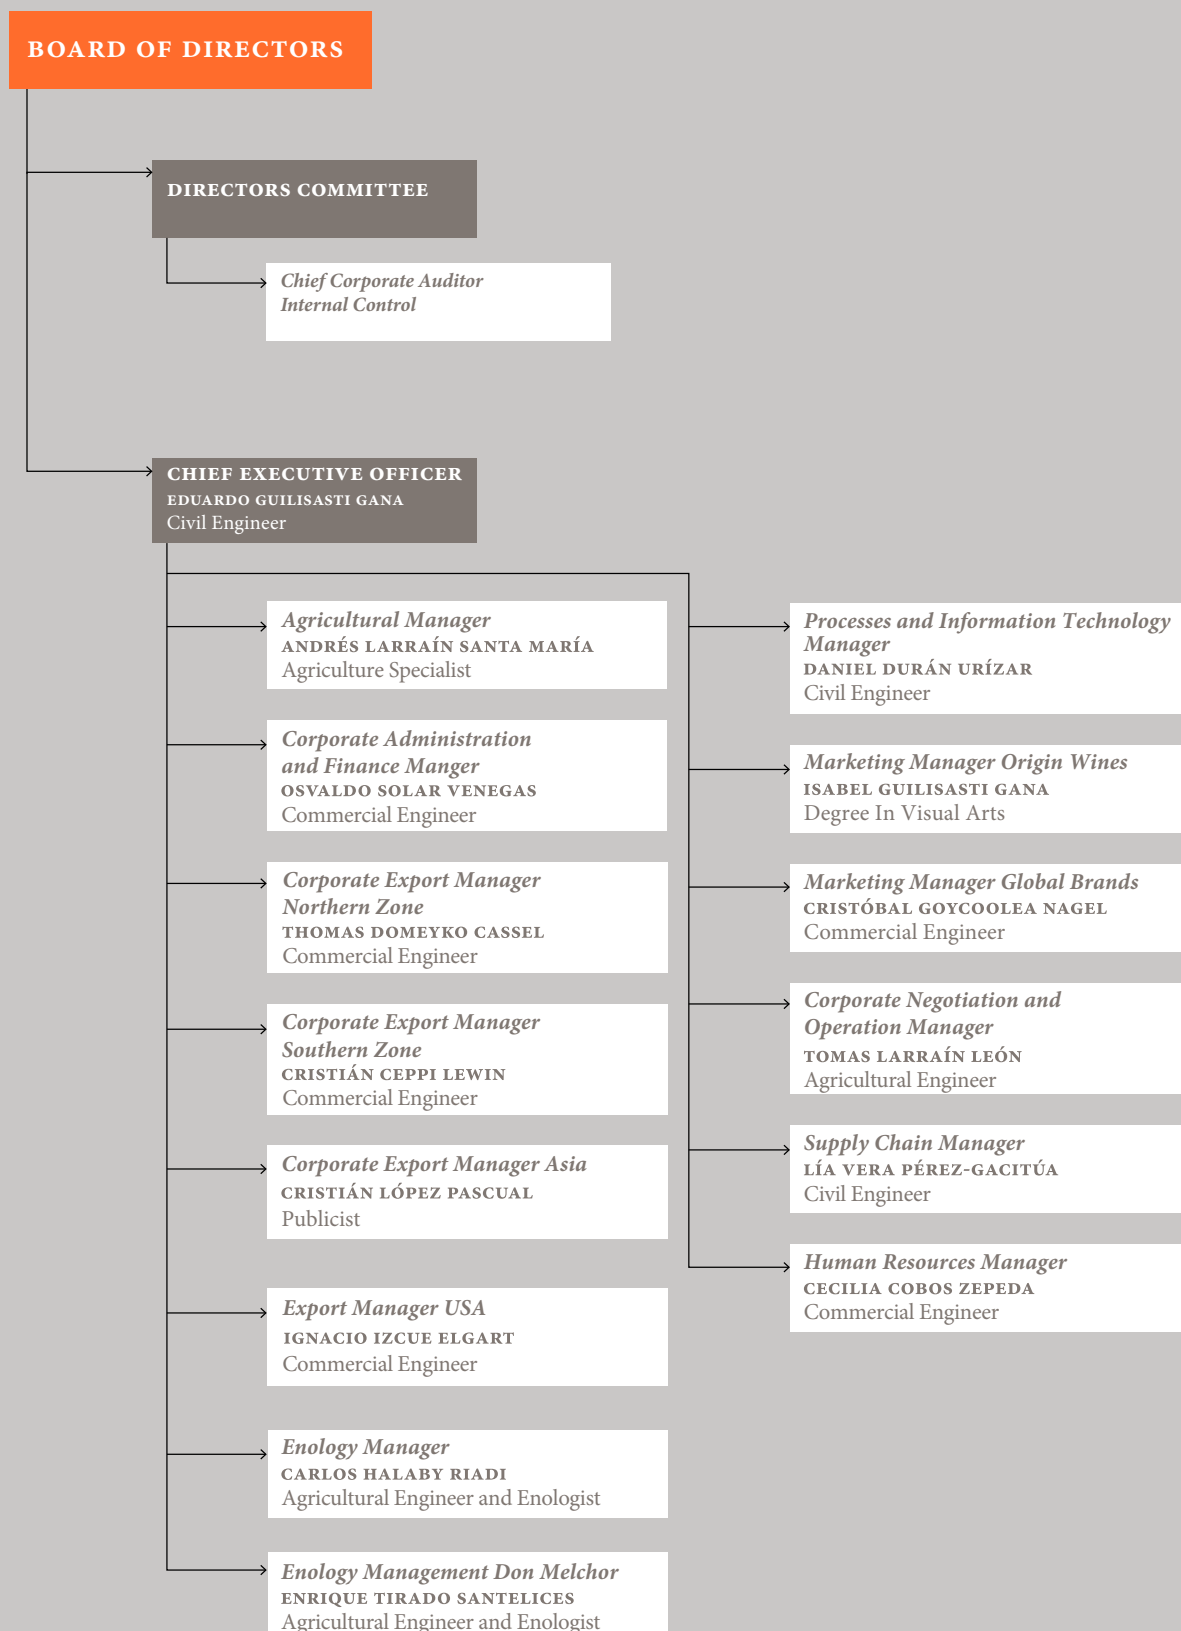 BOARD OF DIRECTORS
DIRECTORS COMMITTEE
Chief Corporate Auditor
Internal Control
CHIEF EXECUTIVE OFFICER
EDUARDO GUILISASTI GANA
Civil Engineer
Agricultural Manager
ANDRÉS LARRAÍN SANTA MARÍA
Agriculture Specialist
Corporate Administration
and Finance Manger
OSVALDO SOLAR VENEGAS
Commercial Engineer
Corporate Export Manager
Northern Zone
THOMAS DOMEYKO CASSEL
Commercial Engineer
Corporate Export Manager
Southern Zone
CRISTIÁN CEPPI LEWIN
Commercial Engineer
Corporate Export Manager Asia
CRISTIÁN LÓPEZ PASCUAL
Publicist
Export Manager USA
IGNACIO IZCUE ELGART
Commercial Engineer
Enology Manager
CARLOS HALABY RIADI
Agricultural Engineer and Enologist
Enology Management Don Melchor
ENRIQUE TIRADO SANTELICES
Agricultural Engineer and Enologist
Processes and Information Technology
Manager
DANIEL DURÁN URÍZAR
Civil Engineer
Marketing Manager Origin Wines
ISABEL GUILISASTI GANA
Degree In Visual Arts
Marketing Manager Global Brands
CRISTÓBAL GOYCOOLEA NAGEL
Commercial Engineer
Corporate Negotiation and
Operation Manager
TOMAS LARRAÍN LEÓN
Agricultural Engineer
Supply Chain Manager
LÍA VERA PÉREZ-GACITÚA
Civil Engineer
Human Resources Manager
CECILIA COBOS ZEPEDA
Commercial Engineer